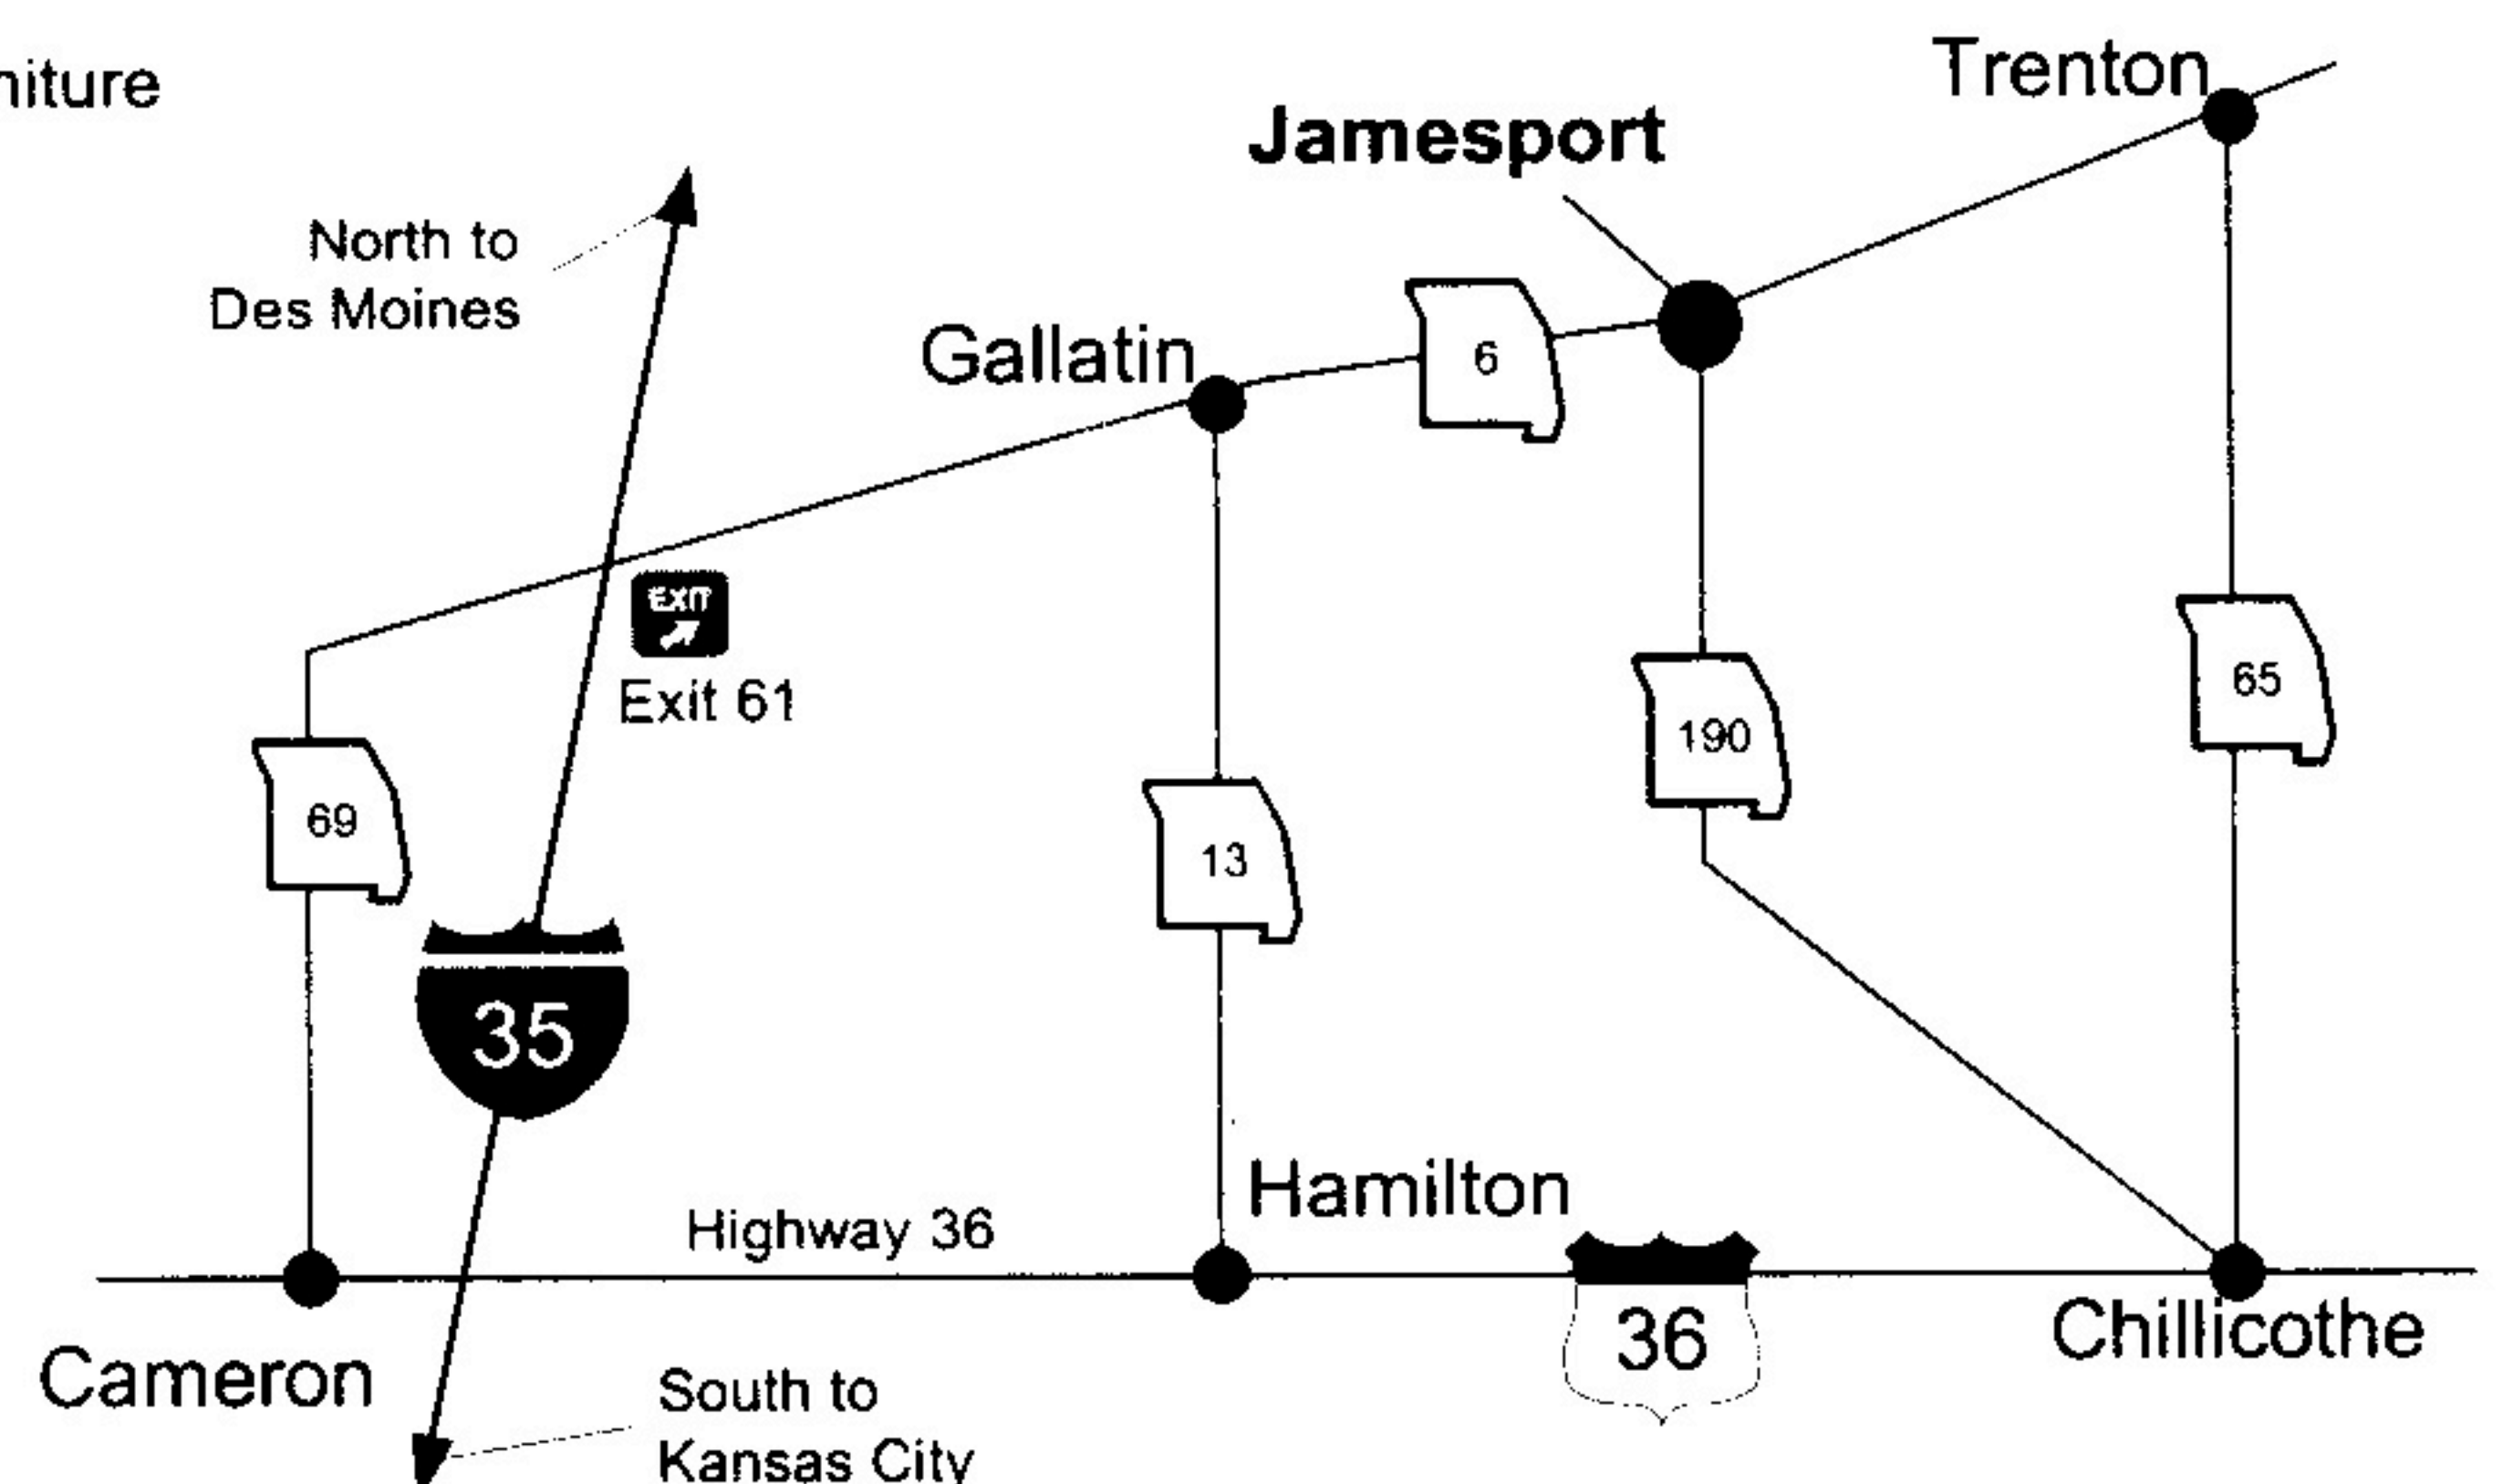 niture
Trenton
Jamesport
North to
Des Moines
Gallatin
6
EXIT
Exit 61
65
190
69
13
35
Hamilton
Highway 36
36
Chillicothe
Cameron
South to
Kansas City